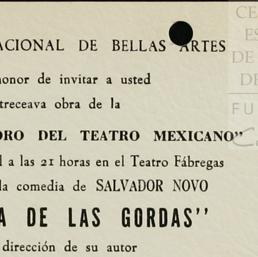 ACIONAL DE BELLAS ARTES
honor de invitar a usted
treceava obra de la
ORO DEL TEATRO MEXICANO"
l a las 21 horas en el Teatro Fábregas
la comedia de SALVADOR NOVO
A DE LAS GORDAS"
dirección de su autor
CE
ES
DE
DE
FU